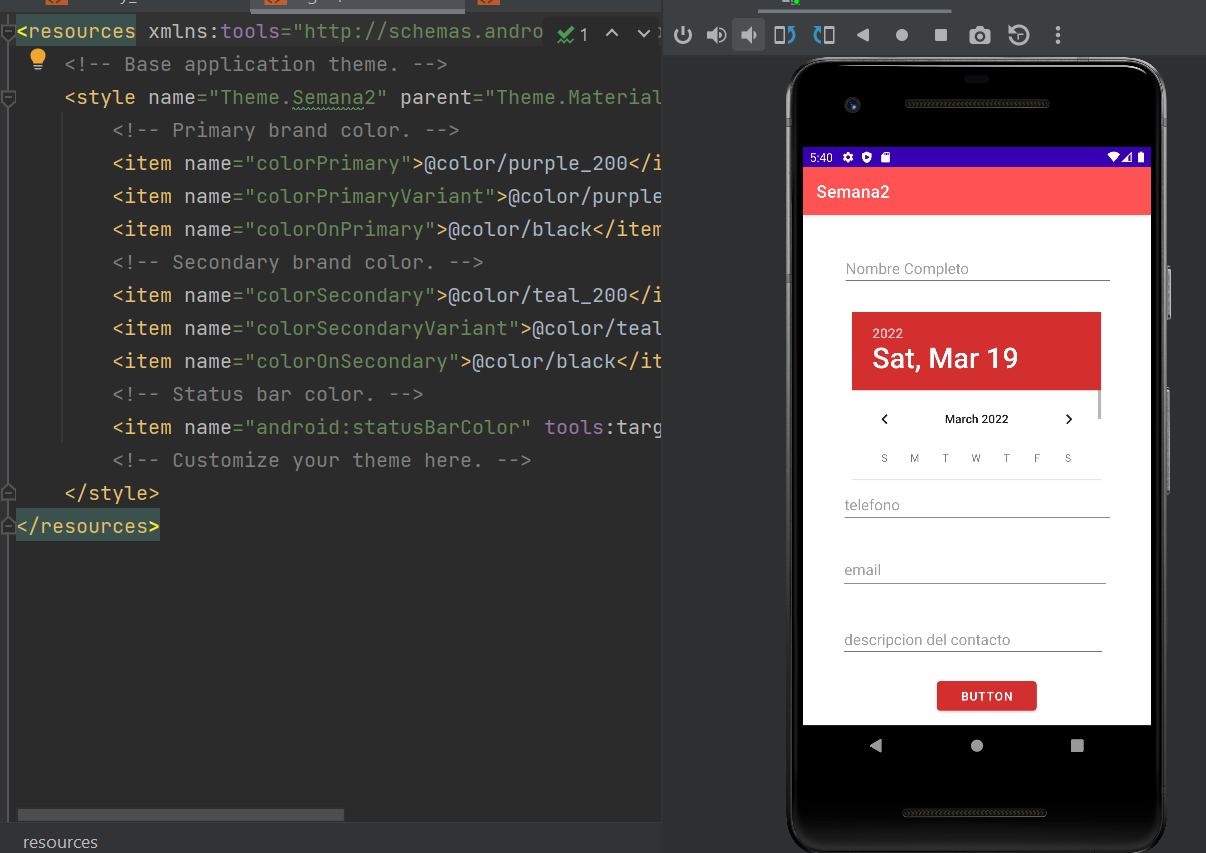 <resources xmlns:tools="http://schemas.andro
1
<!-- Base application theme. -->
<style name="Theme.Semana2" parent="Theme.Material
<!-- Primary brand color. -->
<item name="colorPrimary">@color/purple_200</i
<item name="colorPrimaryVariant">@color/purple
<item name="colorOnPrimary">@color/black</item
<!-- Secondary brand color. -->
<item name="colorSecondary">@color/teal_200</i
<item name="colorSecondaryVariant">@color/teal
<item name="colorOnSecondary">@color/black</it
<!-- Status bar color. -->
<item name="android:statusBarColor" tools:targ
<!-- Customize your theme here. -->
</style>
</resources>
resources
5:40
Semana2
Nombre Completo
2022
Sat, Mar 19
March 2022
S M T W T F S
telefono
email
descripcion del contacto
BUTTON